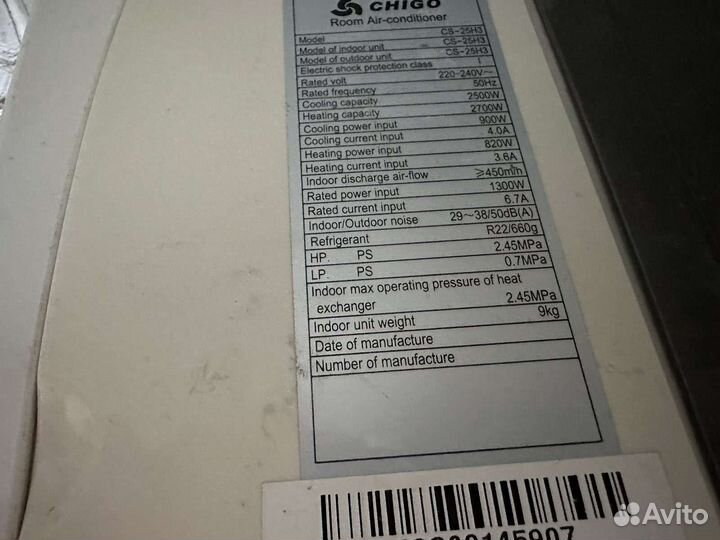 CHIGO
Room Air-conditioner
Model CS-25H3
Model of indoor unit CS-25H3
Model of outdoor unit CS-25H3
Electric shock protection class I
Rated volt 220-240V~
Rated frequency 50Hz
Cooling capacity 2500W
Heating capacity 2700W
Cooling power input 900W
Cooling current input 4.0A
Heating power input 820W
Heating current input 3.6A
Indoor discharge air-flow ≥450m³/h
Rated power input 1300W
Rated current input 6.7A
Indoor/Outdoor noise 29~38/50dB(A)
Refrigerant R22/660g
HP. PS 2.45MPa
LP. PS 0.7MPa
Indoor max operating pressure of heat
exchanger 2.45MPa
Indoor unit weight 9kg
Date of manufacture
Number of manufacture
Avito